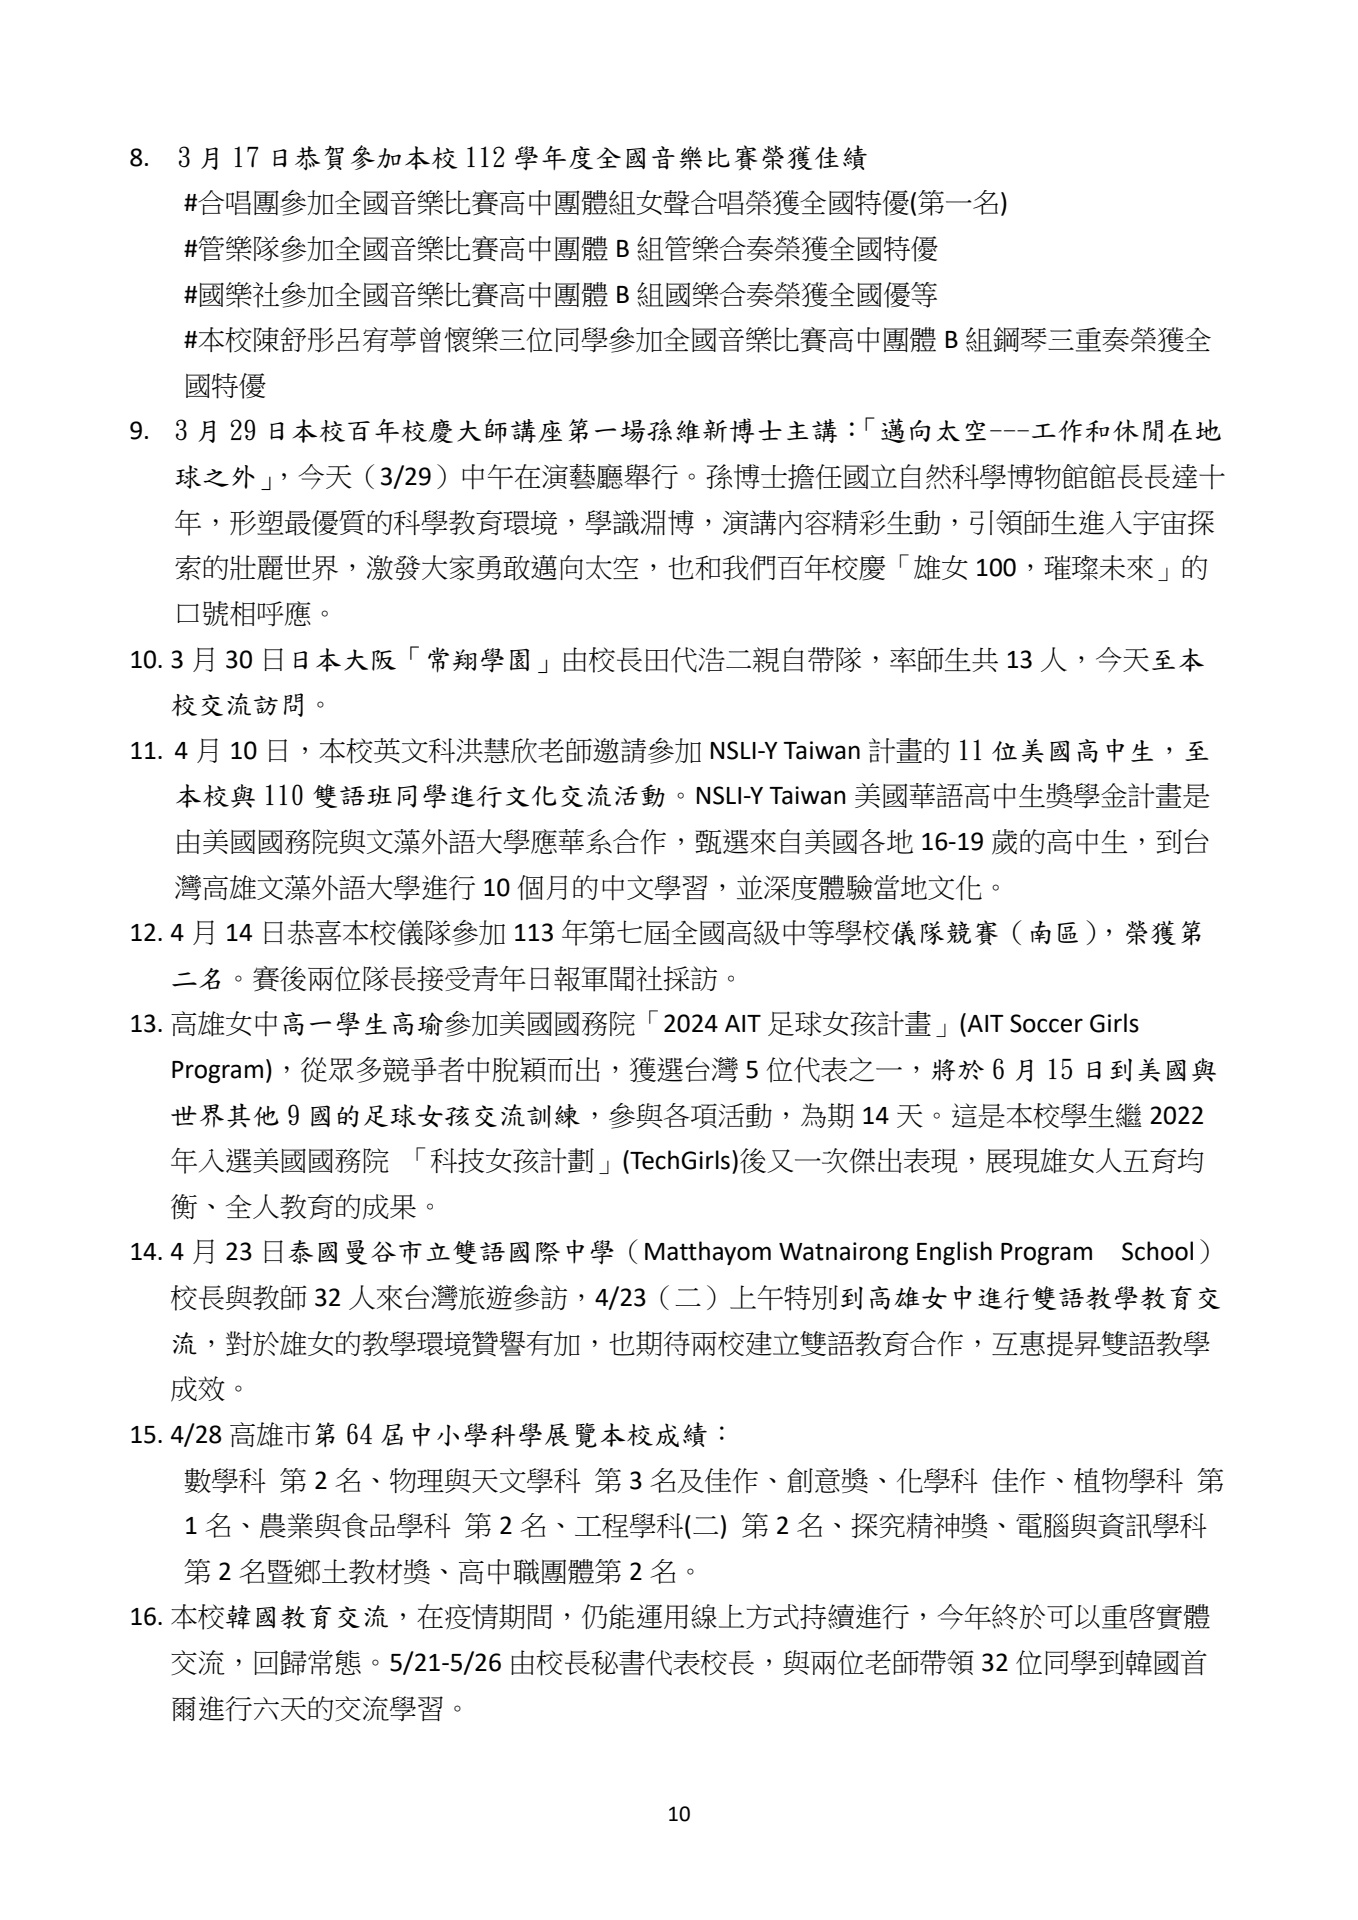 8. 3 月 17 日恭賀參加本校 112 學年度全國音樂比賽榮獲佳績
#合唱團參加全國音樂比賽高中團體組女聲合唱榮獲全國特優(第一名)
#管樂隊參加全國音樂比賽高中團體 B 組管樂合奏榮獲全國特優
#國樂社參加全國音樂比賽高中團體 B 組國樂合奏榮獲全國優等
#本校陳舒彤呂宥葶曾懷樂三位同學參加全國音樂比賽高中團體 B 組鋼琴三重奏榮獲全
國特優
9. 3 月 29 日本校百年校慶大師講座第一場孫維新博士主講：「邁向太空---工作和休閒在地
球之外」，今天（3/29）中午在演藝廳舉行。孫博士擔任國立自然科學博物館館長長達十
年，形塑最優質的科學教育環境，學識淵博，演講內容精彩生動，引領師生進入宇宙探
索的壯麗世界，激發大家勇敢邁向太空，也和我們百年校慶「雄女 100，璀璨未來」的
口號相呼應。
10. 3 月 30 日日本大阪「常翔學園」由校長田代浩二親自帶隊，率師生共 13 人，今天至本
校交流訪問。
11. 4 月 10 日，本校英文科洪慧欣老師邀請參加 NSLI-Y Taiwan 計畫的 11 位美國高中生，至
本校與 110 雙語班同學進行文化交流活動。NSLI-Y Taiwan 美國華語高中生獎學金計畫是
由美國國務院與文藻外語大學應華系合作，甄選來自美國各地 16-19 歲的高中生，到台
灣高雄文藻外語大學進行 10 個月的中文學習，並深度體驗當地文化。
12. 4 月 14 日恭喜本校儀隊參加 113 年第七屆全國高級中等學校儀隊競賽（南區），榮獲第
二名。賽後兩位隊長接受青年日報軍聞社採訪。
13. 高雄女中高一學生高瑜參加美國國務院「2024 AIT 足球女孩計畫」(AIT Soccer Girls
Program)，從眾多競爭者中脫穎而出，獲選台灣 5 位代表之一，將於 6 月 15 日到美國與
世界其他 9 國的足球女孩交流訓練，參與各項活動，為期 14 天。這是本校學生繼 2022
年入選美國國務院 「科技女孩計劃」(TechGirls)後又一次傑出表現，展現雄女人五育均
衡、全人教育的成果。
14. 4 月 23 日泰國曼谷市立雙語國際中學（Matthayom Watnairong English Program　School）
校長與教師 32 人來台灣旅遊參訪，4/23（二）上午特別到高雄女中進行雙語教學教育交
流，對於雄女的教學環境贊譽有加，也期待兩校建立雙語教育合作，互惠提昇雙語教學
成效。
15. 4/28 高雄市第 64 屆中小學科學展覽本校成績：
數學科 第 2 名、物理與天文學科 第 3 名及佳作、創意獎、化學科 佳作、植物學科 第
1 名、農業與食品學科 第 2 名、工程學科(二) 第 2 名、探究精神獎、電腦與資訊學科
第 2 名暨鄉土教材獎、高中職團體第 2 名。
16. 本校韓國教育交流，在疫情期間，仍能運用線上方式持續進行，今年終於可以重啓實體
交流，回歸常態。5/21-5/26 由校長秘書代表校長，與兩位老師帶領 32 位同學到韓國首
爾進行六天的交流學習。
10